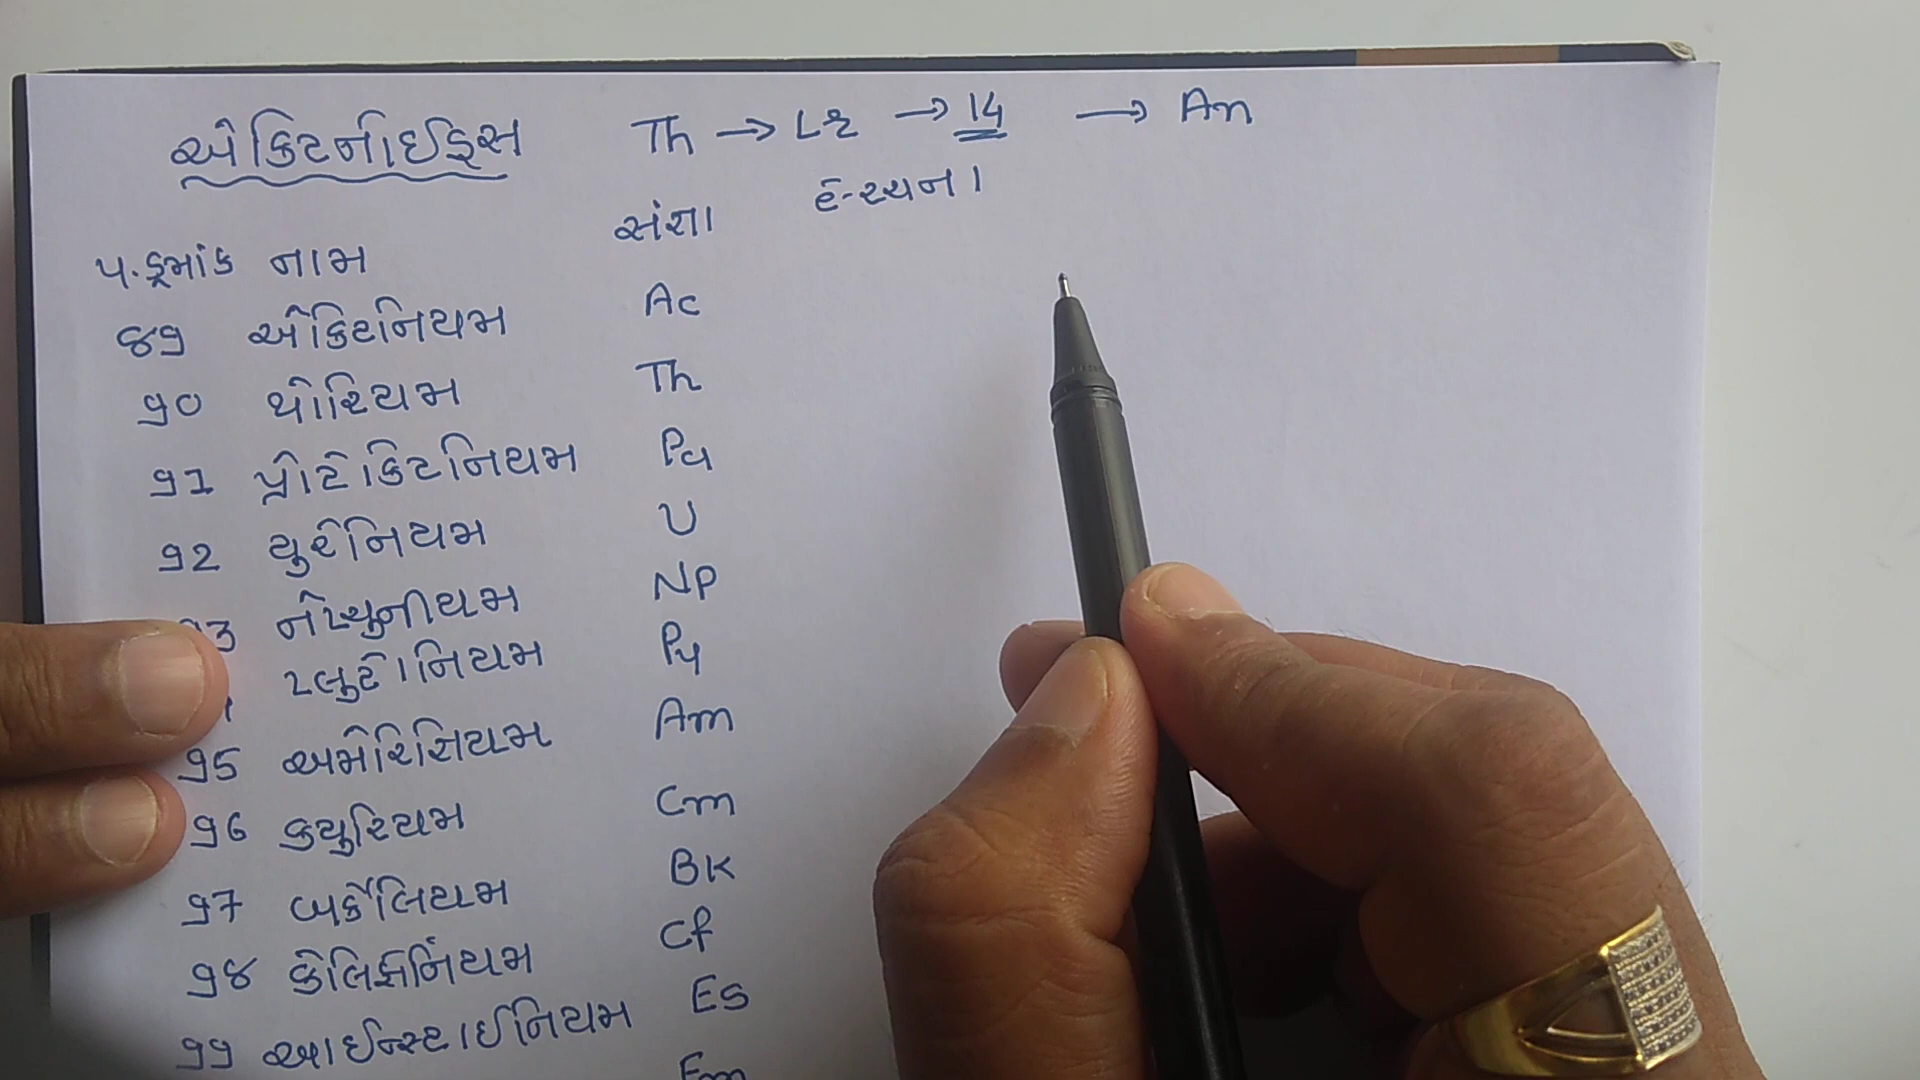 એક્ટિનૉઈડ્સ Th → Lr → 14 → An
પ.ક્રમાંક નામ સંજ્ઞા ઈ-રચના
89 એક્ટિનિયમ Ac
90 થોરિયમ Th
91 પ્રોટેક્ટિનિયમ Pa
92 યુરેનિયમ U
93 નેપ્ચુનીયમ Np
પ્લુટોનિયમ Pu
95 અમેરિસિયમ Am
96 ક્યુરિયમ Cm
97 બર્કેલિયમ Bk
98 કેલિફોર્નિયમ Cf
99 આઈન્સ્ટાઈનિયમ Es
Fm